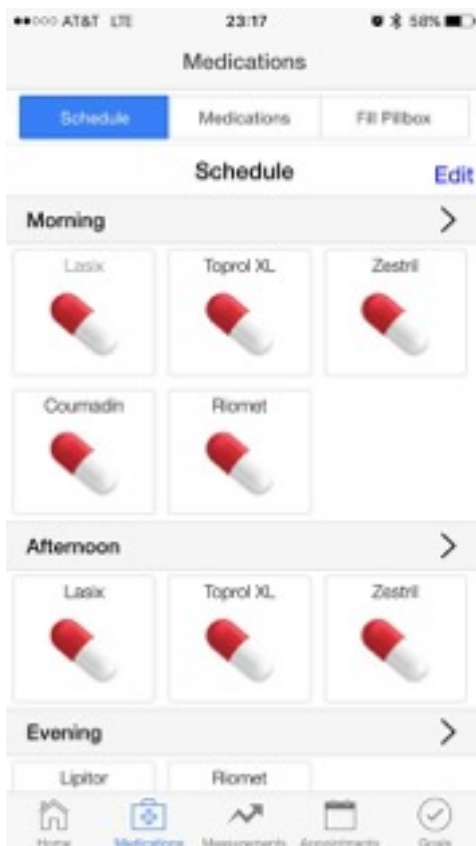 AT&T LTE 23:17 58%
Medications
Schedule Medications Fill Pillbox
Schedule Edit
Morning
Lasix Toprol XL Zestril
Coumadin Riomet
Afternoon
Lasix Toprol XL Zestril
Evening
Lipitor Riomet
Home Medications Measurements Appointments Goals